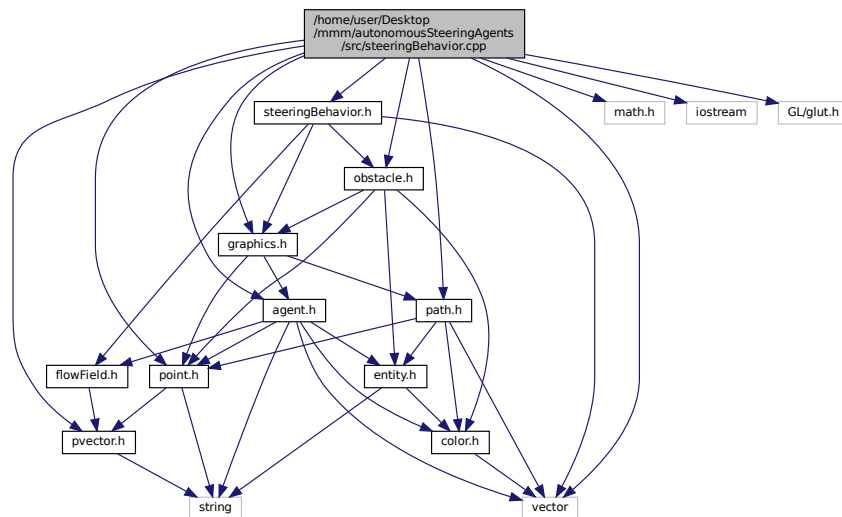 /home/user/Desktop
/mmm/autonomousSteeringAgents
/src/steeringBehavior.cpp
steeringBehavior.h
math.h
iostream
GL/glut.h
obstacle.h
graphics.h
agent.h
path.h
flowField.h
point.h
entity.h
pvector.h
color.h
string
vector